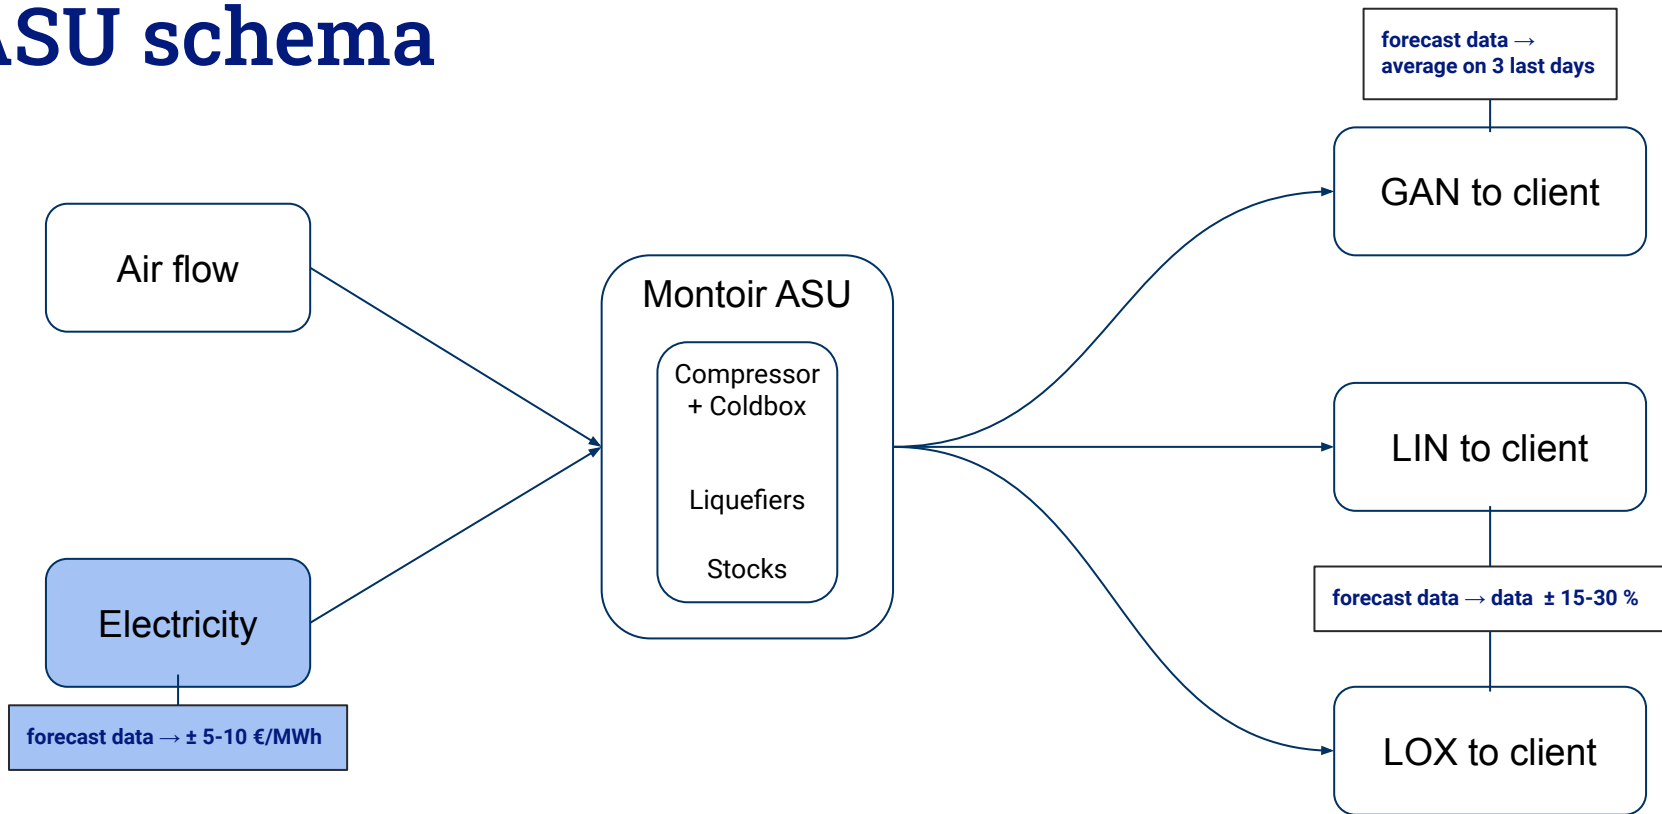 ASU schema
forecast data →
average on 3 last days
GAN to client
Air flow
Montoir ASU
Compressor
+ Coldbox
Liquefiers
Stocks
LIN to client
forecast data → data ± 15-30 %
Electricity
forecast data → ± 5-10 €/MWh
LOX to client